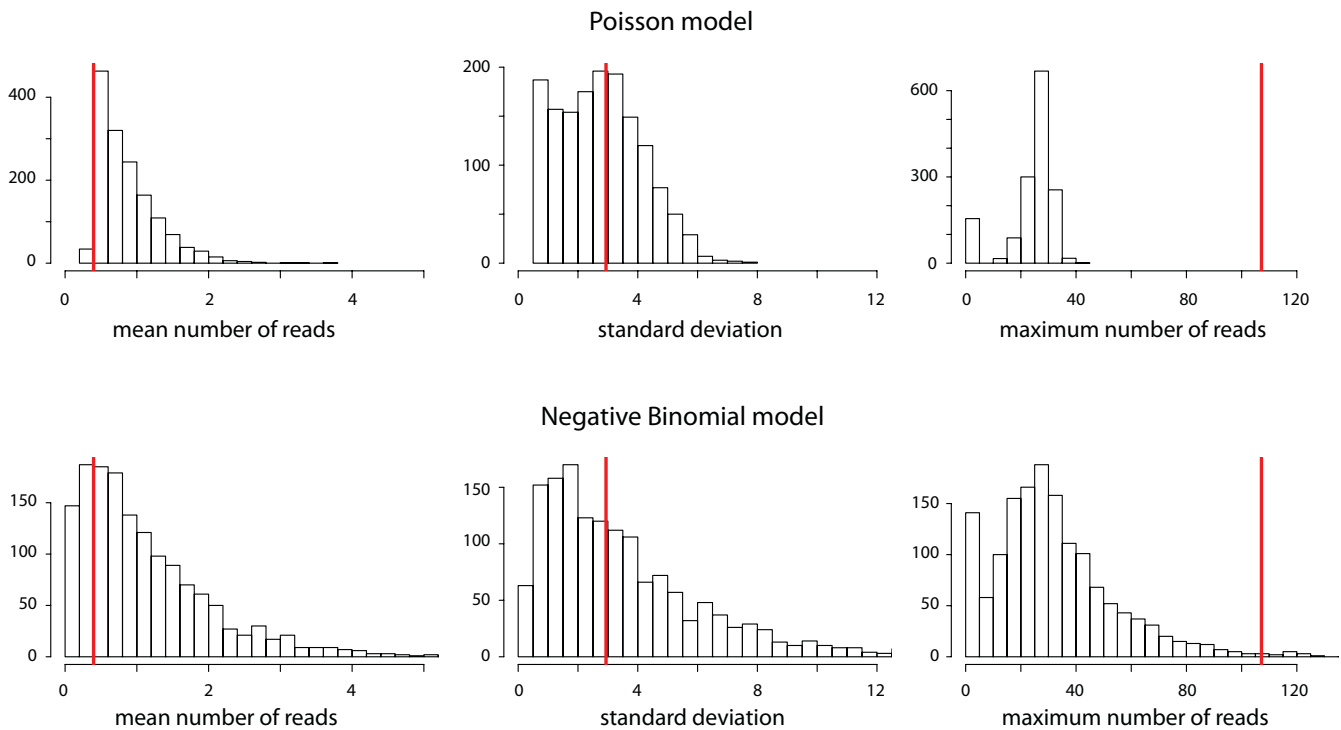 Poisson model
400
200
0
0 2 4
mean number of reads
200
100
0
0 4 8 12
standard deviation
600
300
0
0 40 80 120
maximum number of reads
Negative Binomial model
150
100
50
0
0 2 4
mean number of reads
150
100
50
0
0 4 8 12
standard deviation
150
100
50
0
0 40 80 120
maximum number of reads